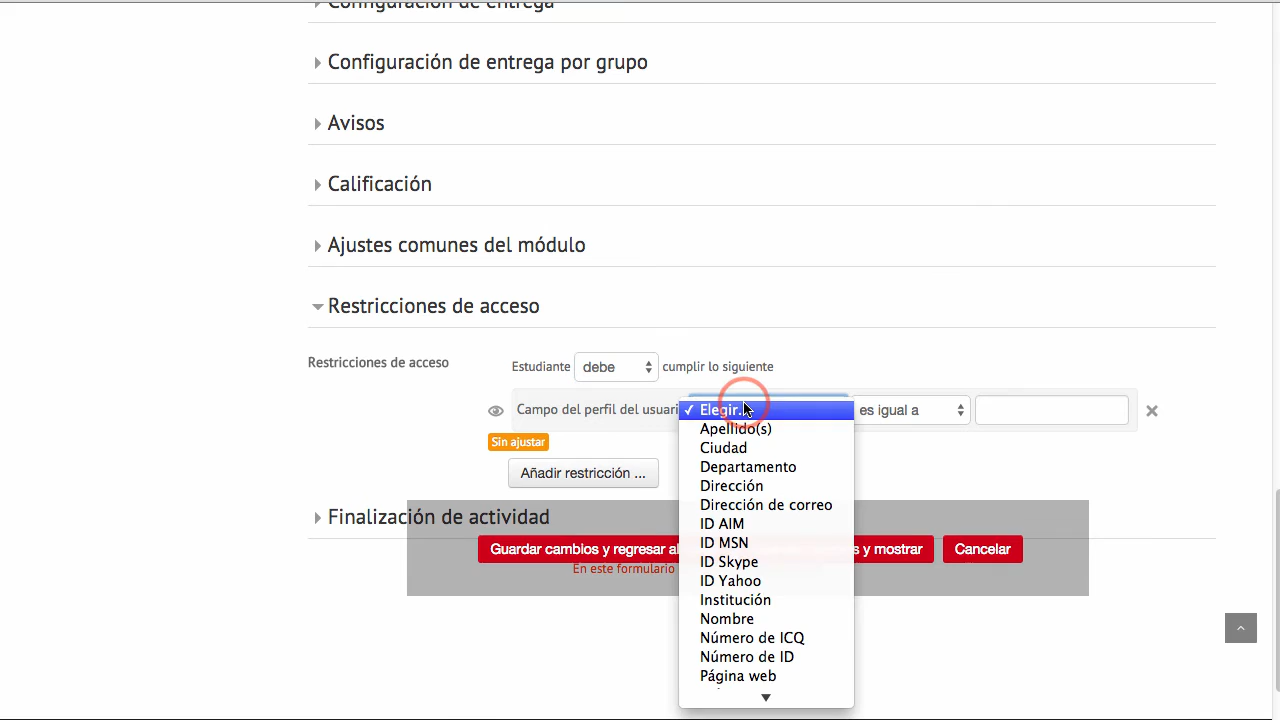 Configuración de entrega
Configuración de entrega por grupo
Avisos
Calificación
Ajustes comunes del módulo
Restricciones de acceso
Restricciones de acceso
Estudiante debe cumplir lo siguiente
Campo del perfil del usuari
✓ Elegir...
es igual a
Sin ajustar
Añadir restricción ...
Apellido(s)
Ciudad
Departamento
Dirección
Dirección de correo
ID AIM
ID MSN
ID Skype
ID Yahoo
Institución
Nombre
Número de ICQ
Número de ID
Página web
Finalización de actividad
Guardar cambios y regresar al
y mostrar
Cancelar
En este formulario